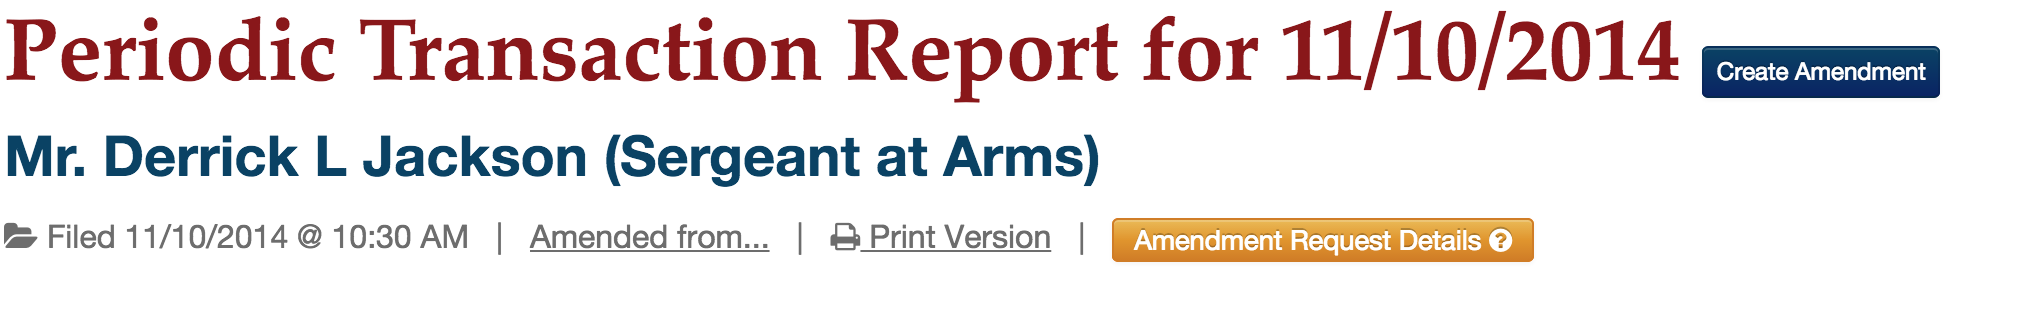 Periodic Transaction Report for 11/10/2014 Create Amendment
Mr. Derrick L Jackson (Sergeant at Arms)
Filed 11/10/2014 @ 10:30 AM | Amended from... | Print Version | Amendment Request Details ?